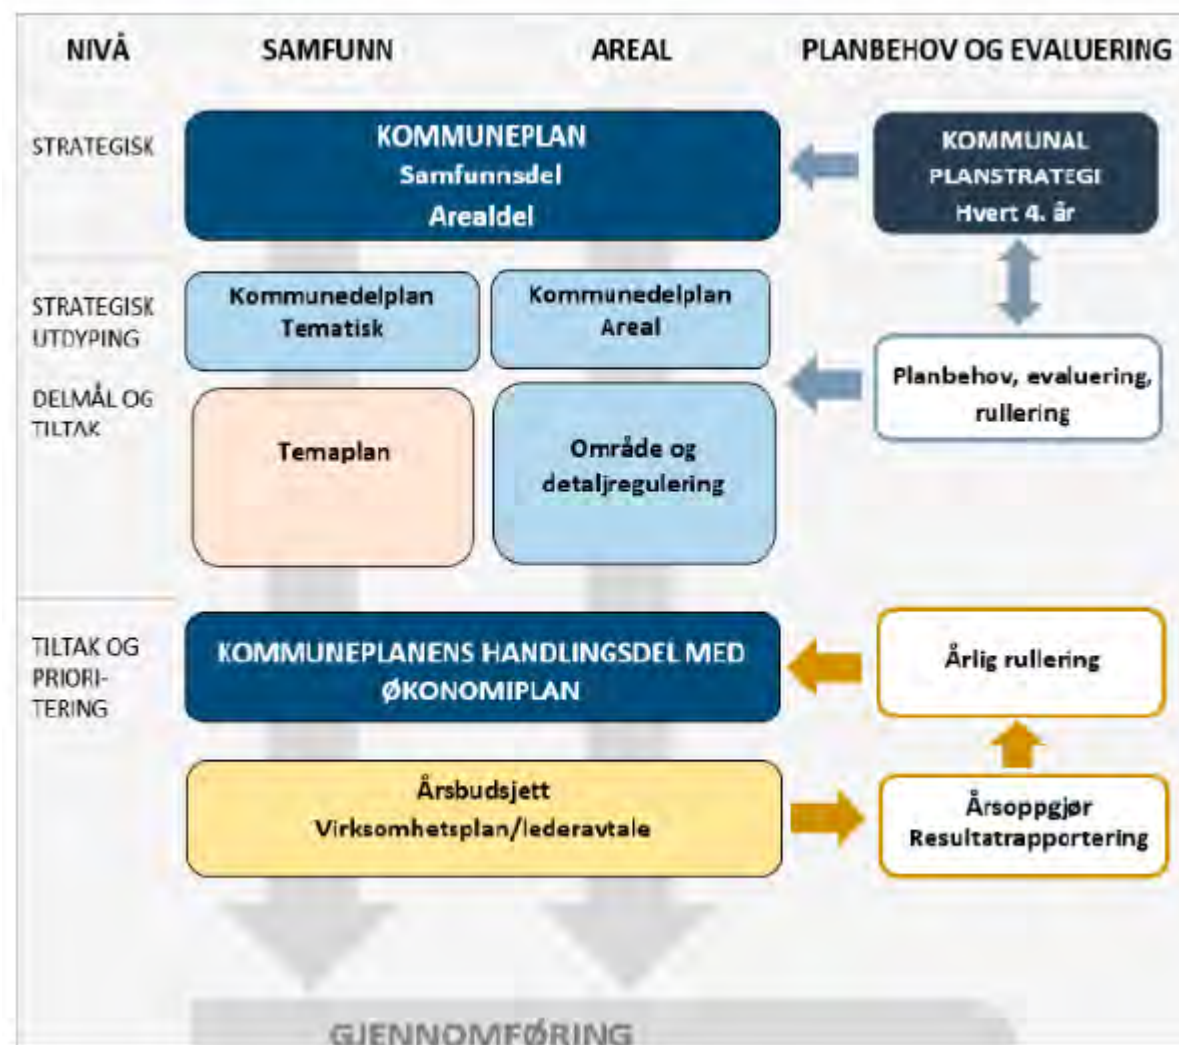 NIVÅ
SAMFUNN
AREAL
PLANBEHOV OG EVALUERING
STRATEGISK
KOMMUNEPLAN
Samfunnsdel
Arealdel
KOMMUNAL
PLANSTRATEGI
Hvert 4. år
STRATEGISK
UTDYPING
Kommunedelplan
Tematisk
Kommunedelplan
Areal
Planbehov, evaluering,
rullering
DELMÅL OG
TILTAK
Temaplan
Område og
detaljregulering
TILTAK OG
PRIORI-
TERING
KOMMUNEPLANENS HANDLINGSDEL MED
ØKONOMIPLAN
Årlig rullering
Årsbudsjett
Virksomhetsplan/lederavtale
Årsoppgjør
Resultatrapportering
GJENNOMFØRING